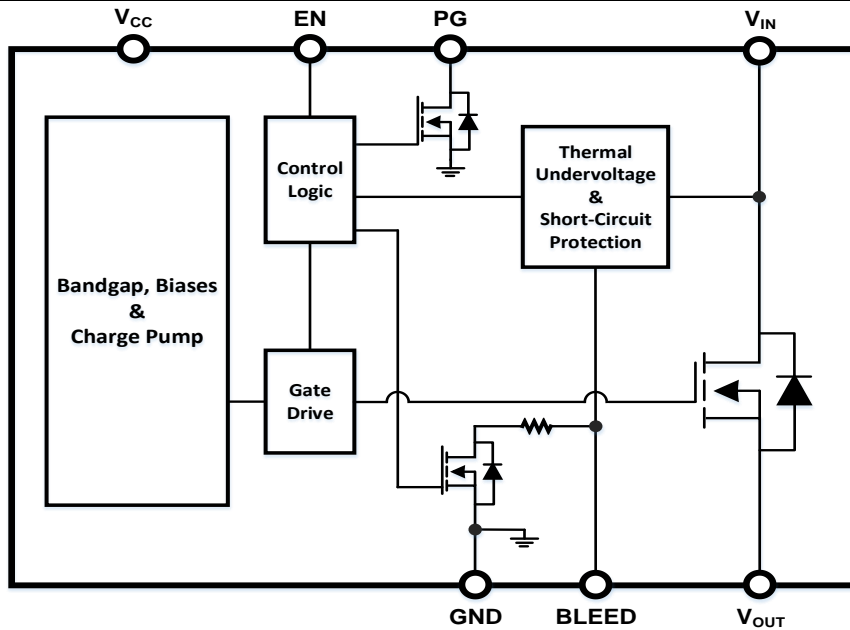 VCC
EN
PG
VIN
Control
Logic
Thermal
Undervoltage
&
Short-Circuit
Protection
Bandgap, Biases
&
Charge Pump
Gate
Drive
GND
BLEED
VOUT